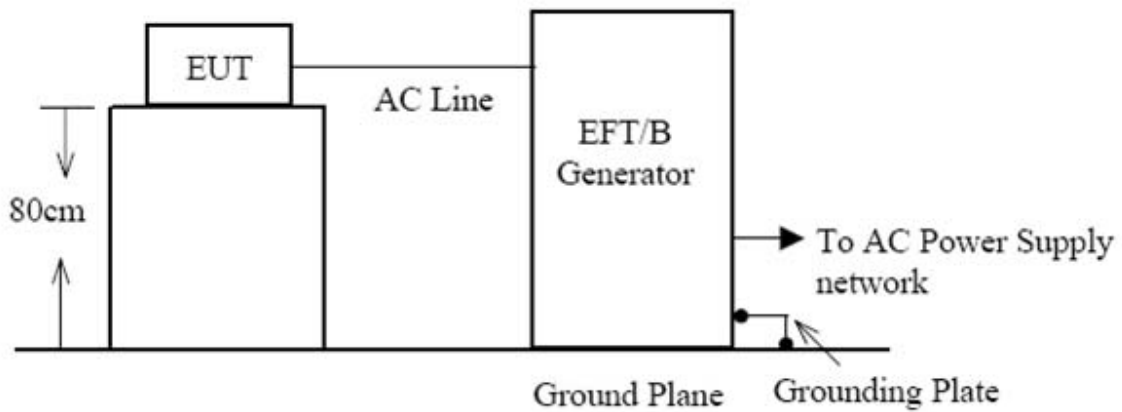 EUT
AC Line
EFT/B
Generator
80cm
To AC Power Supply
network
Ground Plane
Grounding Plate